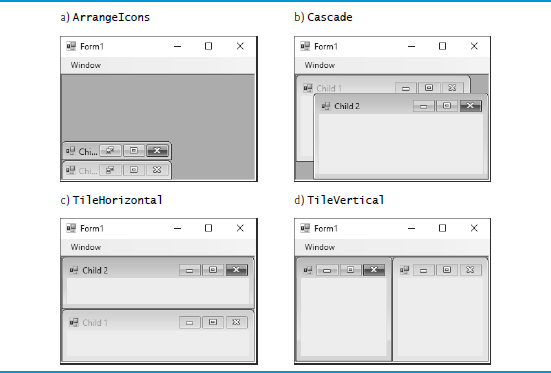 a) ArrangeIcons
b) Cascade
Form1
Window
Chi...
Chi...
Form1
Window
Child 1
Child 2
c) TileHorizontal
d) TileVertical
Form1
Window
Child 2
Child 1
Form1
Window